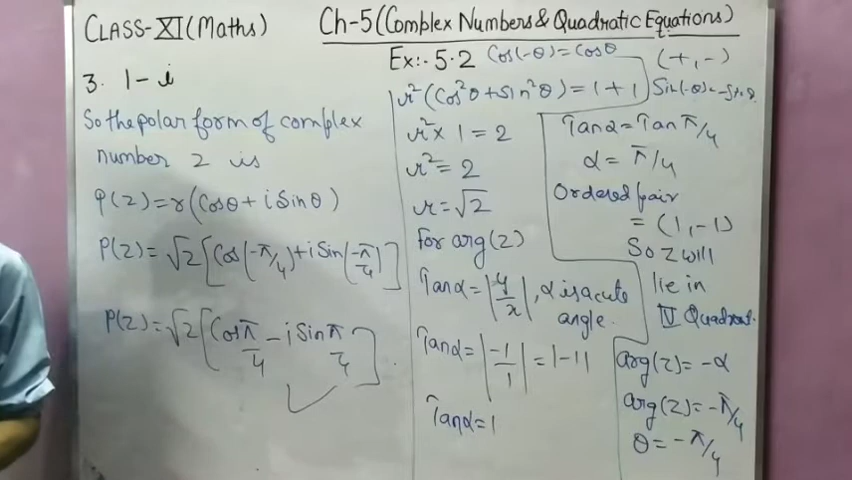 CLASS-XI (Maths)
Ch-5 (Complex Numbers & Quadratic Equations)
Ex:- 5.2
3. 1 - i
So the polar form of complex
number z is
P(z) = r (Cosθ + i Sinθ)
P(z) = √2 [Cos(-π/4) + i Sin(-π/4)]
P(z) = √2 [Cos π/4 - i Sin π/4]
r²(Cos²θ + Sin²θ) = 1 + 1
r² x 1 = 2
r² = 2
r = √2
For arg(z)
Tanα = |y/x|, α is acute
angle.
Tanα = |-1/1| = |-1|
Tanα = 1
Cos(-θ) = Cosθ
(+, -)
Sin(-θ) = -Sinθ
Tanα = Tan π/4
α = π/4
Ordered pair
= (1, -1)
So z will
lie in
IV Quadrant.
arg(z) = -α
arg(z) = -π/4
θ = -π/4